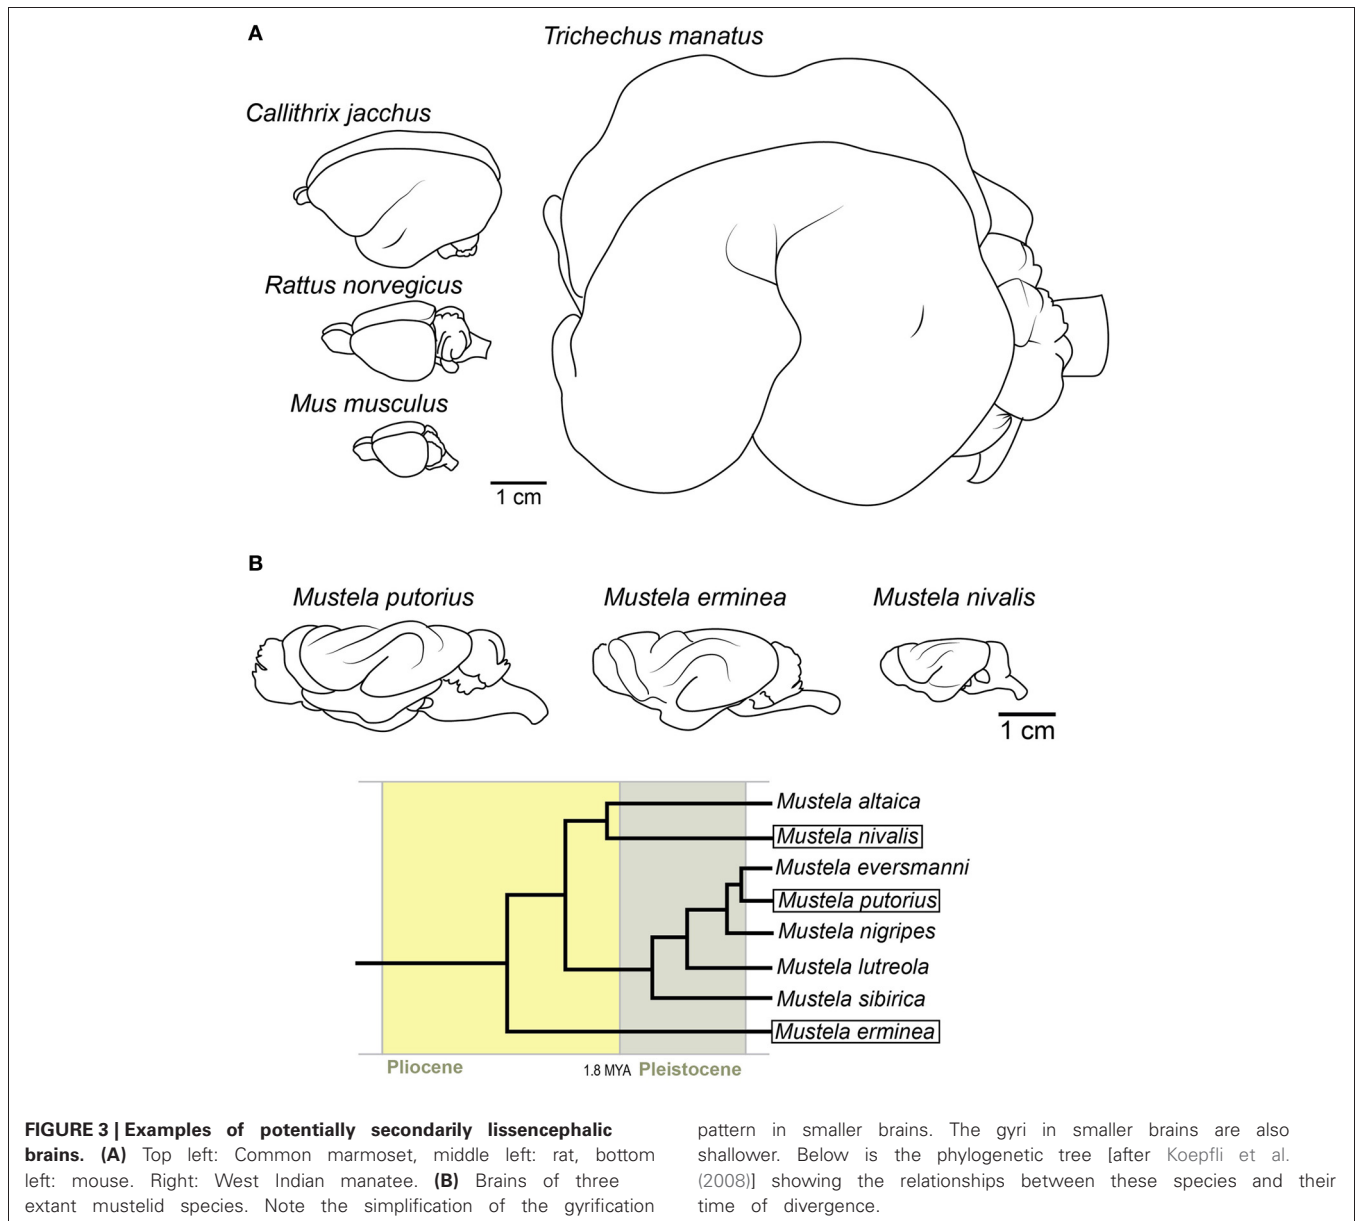 A
Trichechus manatus
Callithrix jacchus
Rattus norvegicus
Mus musculus
1 cm
B
Mustela putorius
Mustela erminea
Mustela nivalis
1 cm
Mustela altaica
Mustela nivalis
Mustela eversmanni
Mustela putorius
Mustela nigripes
Mustela lutreola
Mustela sibirica
Mustela erminea
Pliocene
1.8 MYA
Pleistocene
FIGURE 3 | Examples of potentially secondarily lissencephalic
brains. (A) Top left: Common marmoset, middle left: rat, bottom
left: mouse. Right: West Indian manatee. (B) Brains of three
extant mustelid species. Note the simplification of the gyrification
pattern in smaller brains. The gyri in smaller brains are also
shallower. Below is the phylogenetic tree [after Koepfli et al.
(2008)] showing the relationships between these species and their
time of divergence.